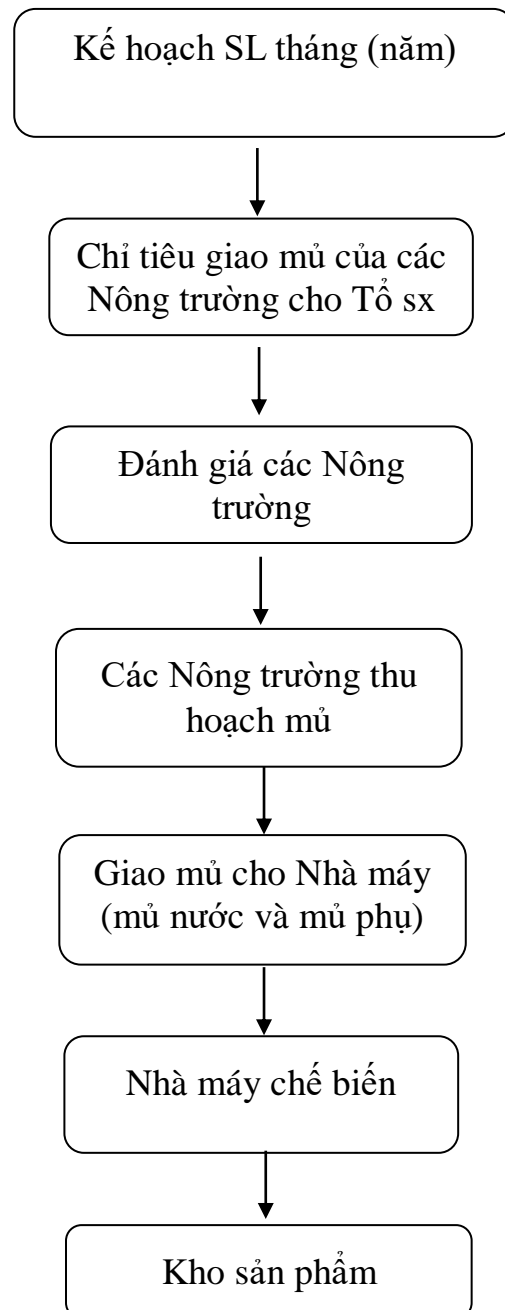 Kế hoạch SL tháng (năm)
Chỉ tiêu giao mủ của các
Nông trường cho Tổ sx
Đánh giá các Nông
trường
Các Nông trường thu
hoạch mủ
Giao mủ cho Nhà máy
(mủ nước và mủ phụ)
Nhà máy chế biến
Kho sản phẩm